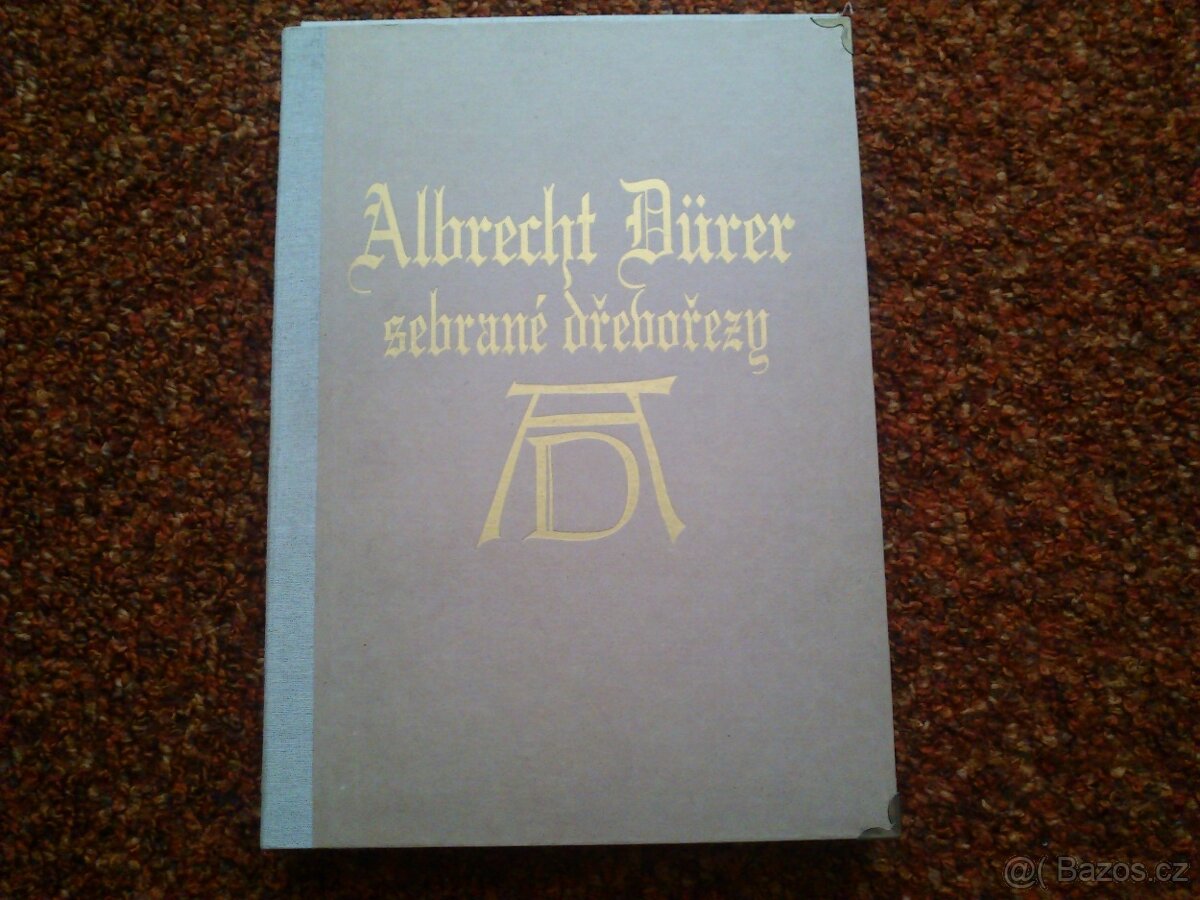 Albrecht Dürer
sebrané dřevořezy
AD
@( Bazos.cz